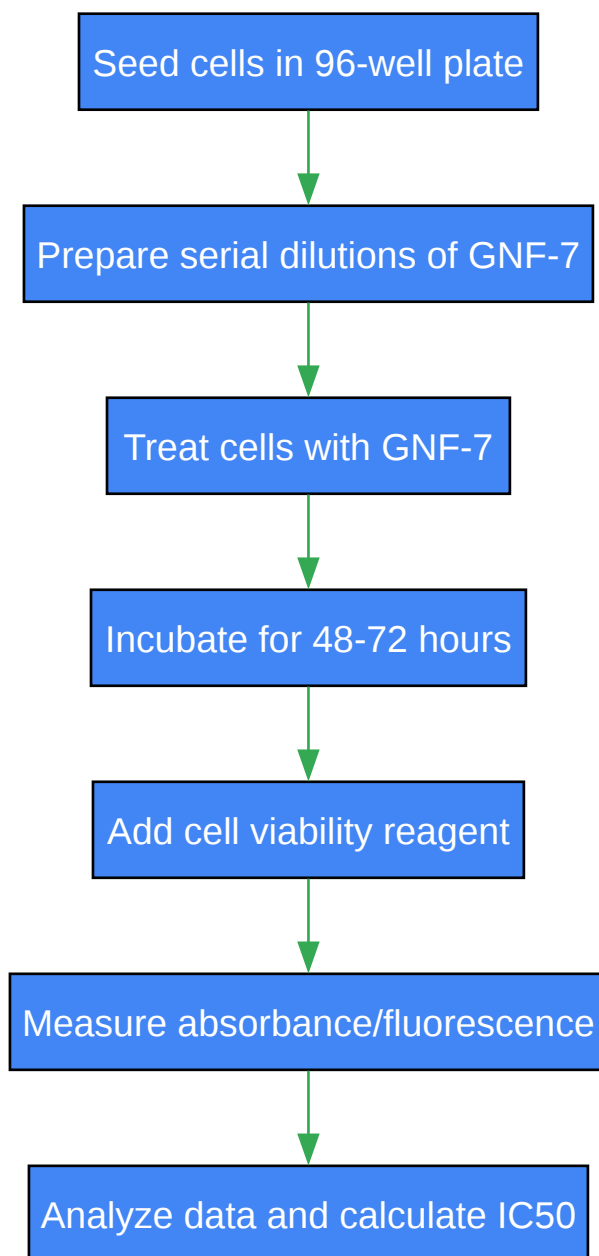 Seed cells in 96-well plate
Prepare serial dilutions of GNF-7
Treat cells with GNF-7
Incubate for 48-72 hours
Add cell viability reagent
Measure absorbance/fluorescence
Analyze data and calculate IC50